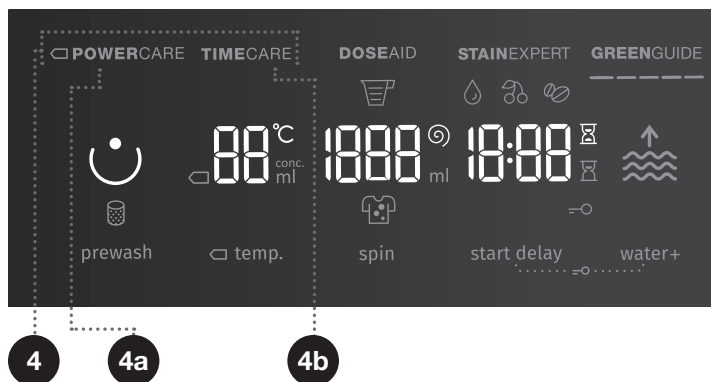 POWERCARE TIMECARE DOSEAID STAINEXPERT GREENGUIDE
88 °C 1888 18:88
conc.
ml ml
prewash temp. spin start delay water+
4 4a 4b